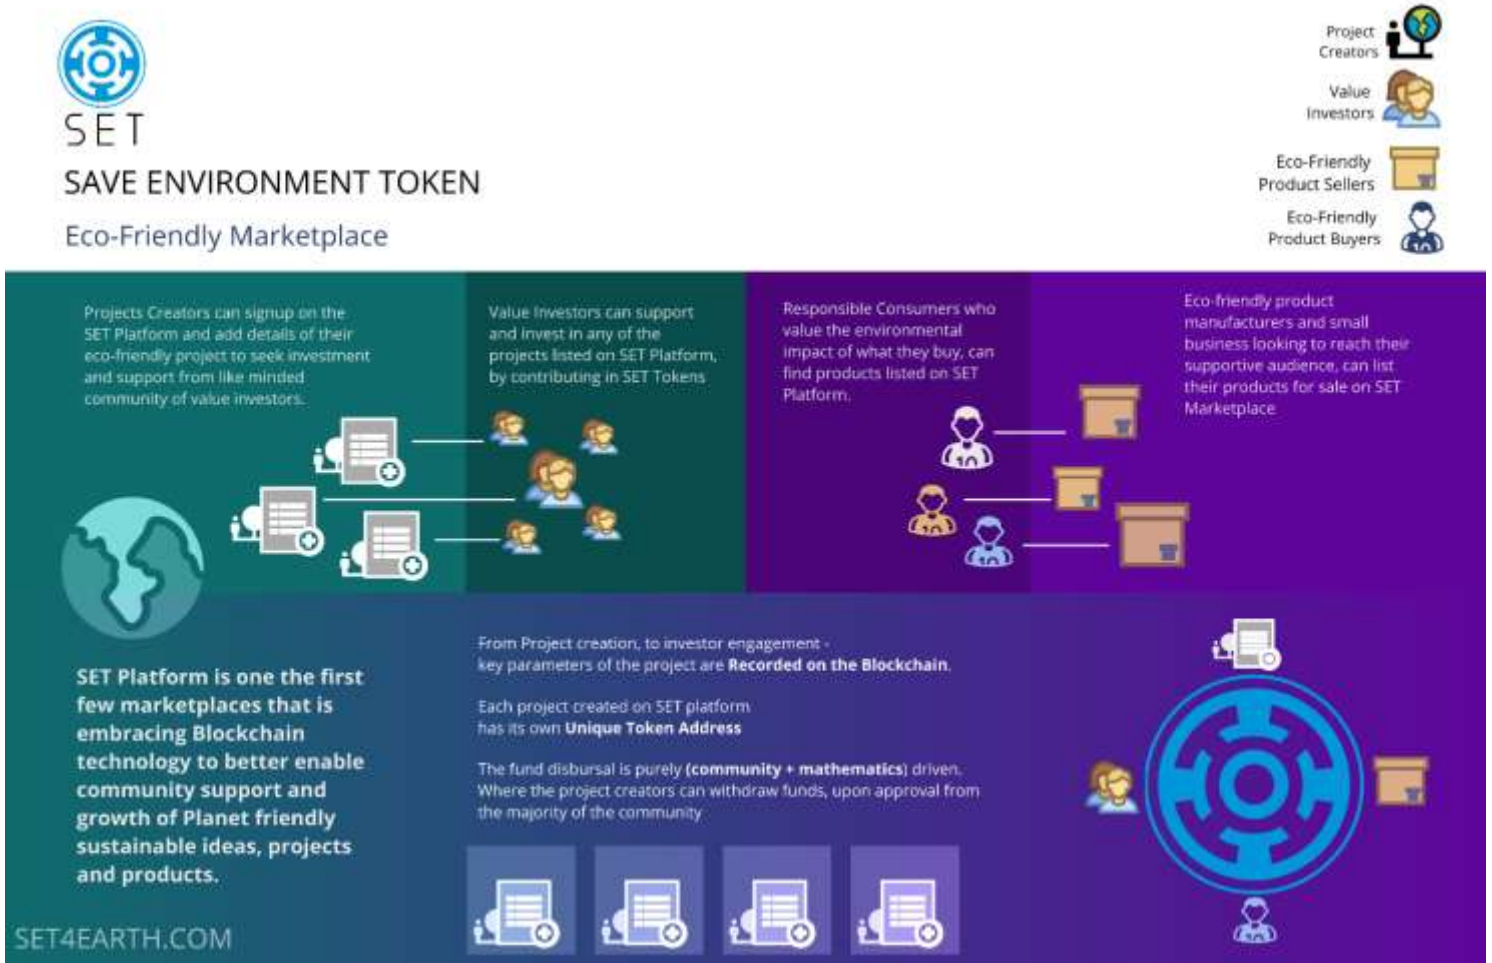 SET
SAVE ENVIRONMENT TOKEN
Eco-Friendly Marketplace
Project
Creators
Value
Investors
Eco-Friendly
Product Sellers
Eco-Friendly
Product Buyers
Projects Creators can signup on the
SET Platform and add details of their
eco-friendly project to seek investment
and support from like minded
community of value investors.
Value Investors can support
and invest in any of the
projects listed on SET Platform,
by contributing in SET Tokens
Responsible Consumers who
value the environmental
impact of what they buy, can
find products listed on SET
Platform.
Eco-friendly product
manufacturers and small
business looking to reach their
supportive audience, can list
their products for sale on SET
Marketplace
SET Platform is one the first
few marketplaces that is
embracing Blockchain
technology to better enable
community support and
growth of Planet friendly
sustainable ideas, projects
and products.
From Project creation, to investor engagement -
key parameters of the project are Recorded on the Blockchain.
Each project created on SET platform
has its own Unique Token Address
The fund disbursal is purely (community + mathematics) driven.
Where the project creators can withdraw funds, upon approval from
the majority of the community
SET4EARTH.COM